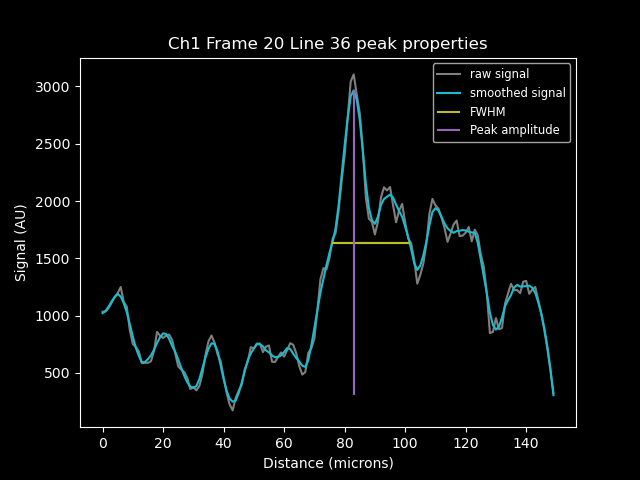 Ch1 Frame 20 Line 36 peak properties
raw signal
smoothed signal
FWHM
Peak amplitude
Signal (AU)
3000
2500
2000
1500
1000
500
0 20 40 60 80 100 120 140
Distance (microns)